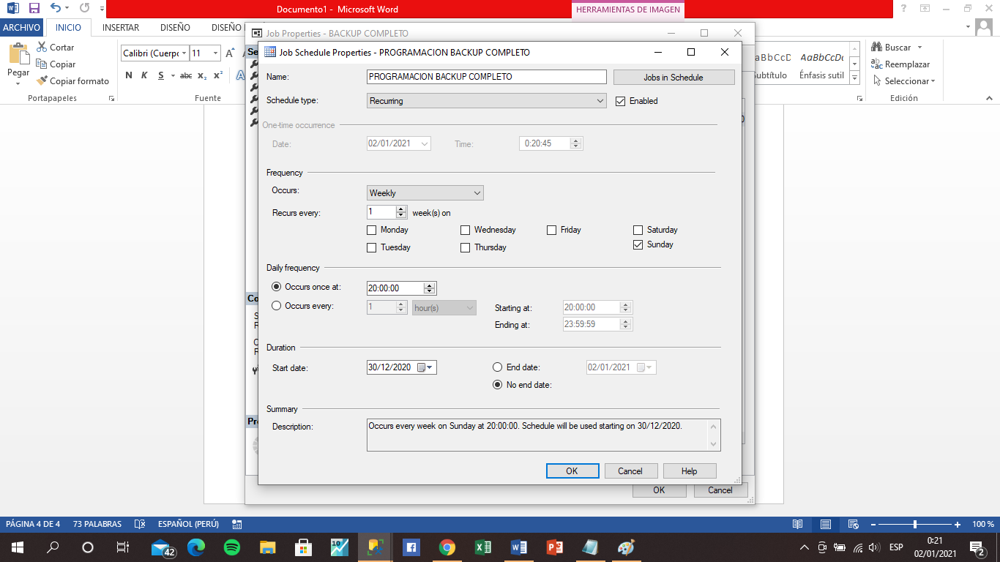 Documento1 - Microsoft Word
HERRAMIENTAS DE IMAGEN
ARCHIVO INICIO INSERTAR DISEÑO DISEÑO
Pegar
Cortar
Copiar
Copiar formato
Portapapeles
Calibri (Cuerpo 11
N K S abc x₂ x²
Fuente
aBbCcD AaBbCcDc
Subtítulo Énfasis sutil
Buscar
Reemplazar
Seleccionar
Edición
Job Properties - BACKUP COMPLETO
Se
Job Schedule Properties - PROGRAMACION BACKUP COMPLETO
Name: PROGRAMACION BACKUP COMPLETO Jobs in Schedule
Schedule type: Recurring Enabled
One-time occurrence
Date: 02/01/2021 Time: 0:20:45
Frequency
Occurs: Weekly
Recurs every: 1 week(s) on
Monday Wednesday Friday Saturday
Tuesday Thursday Sunday
Daily frequency
Occurs once at: 20:00:00
Occurs every: 1 hour(s) Starting at: 20:00:00
Ending at: 23:59:59
Duration
Start date: 30/12/2020 End date: 02/01/2021
No end date:
Summary
Description: Occurs every week on Sunday at 20:00:00. Schedule will be used starting on 30/12/2020.
OK Cancel Help
Co
Pr
OK Cancel
PÁGINA 4 DE 4 73 PALABRAS ESPAÑOL (PERÚ) 100 %
42
ESP
0:21
02/01/2021
2